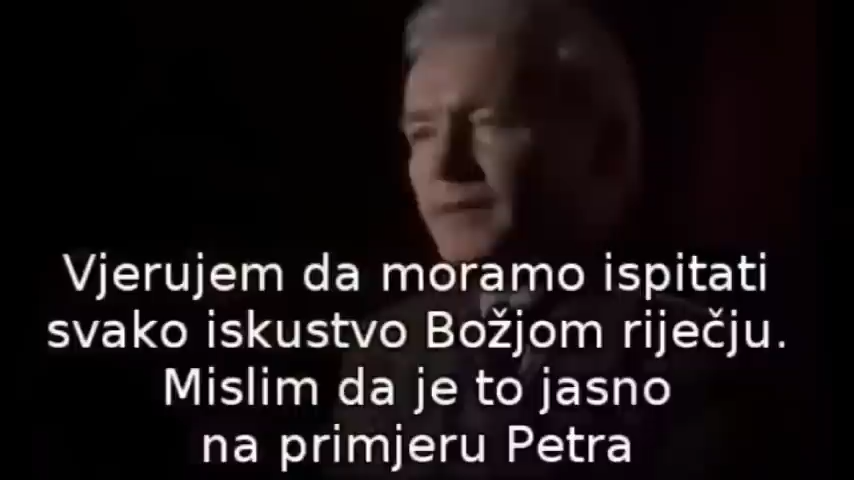 Vjerujem da moramo ispitati
svako iskustvo Božjom riječju.
Mislim da je to jasno
na primjeru Petra